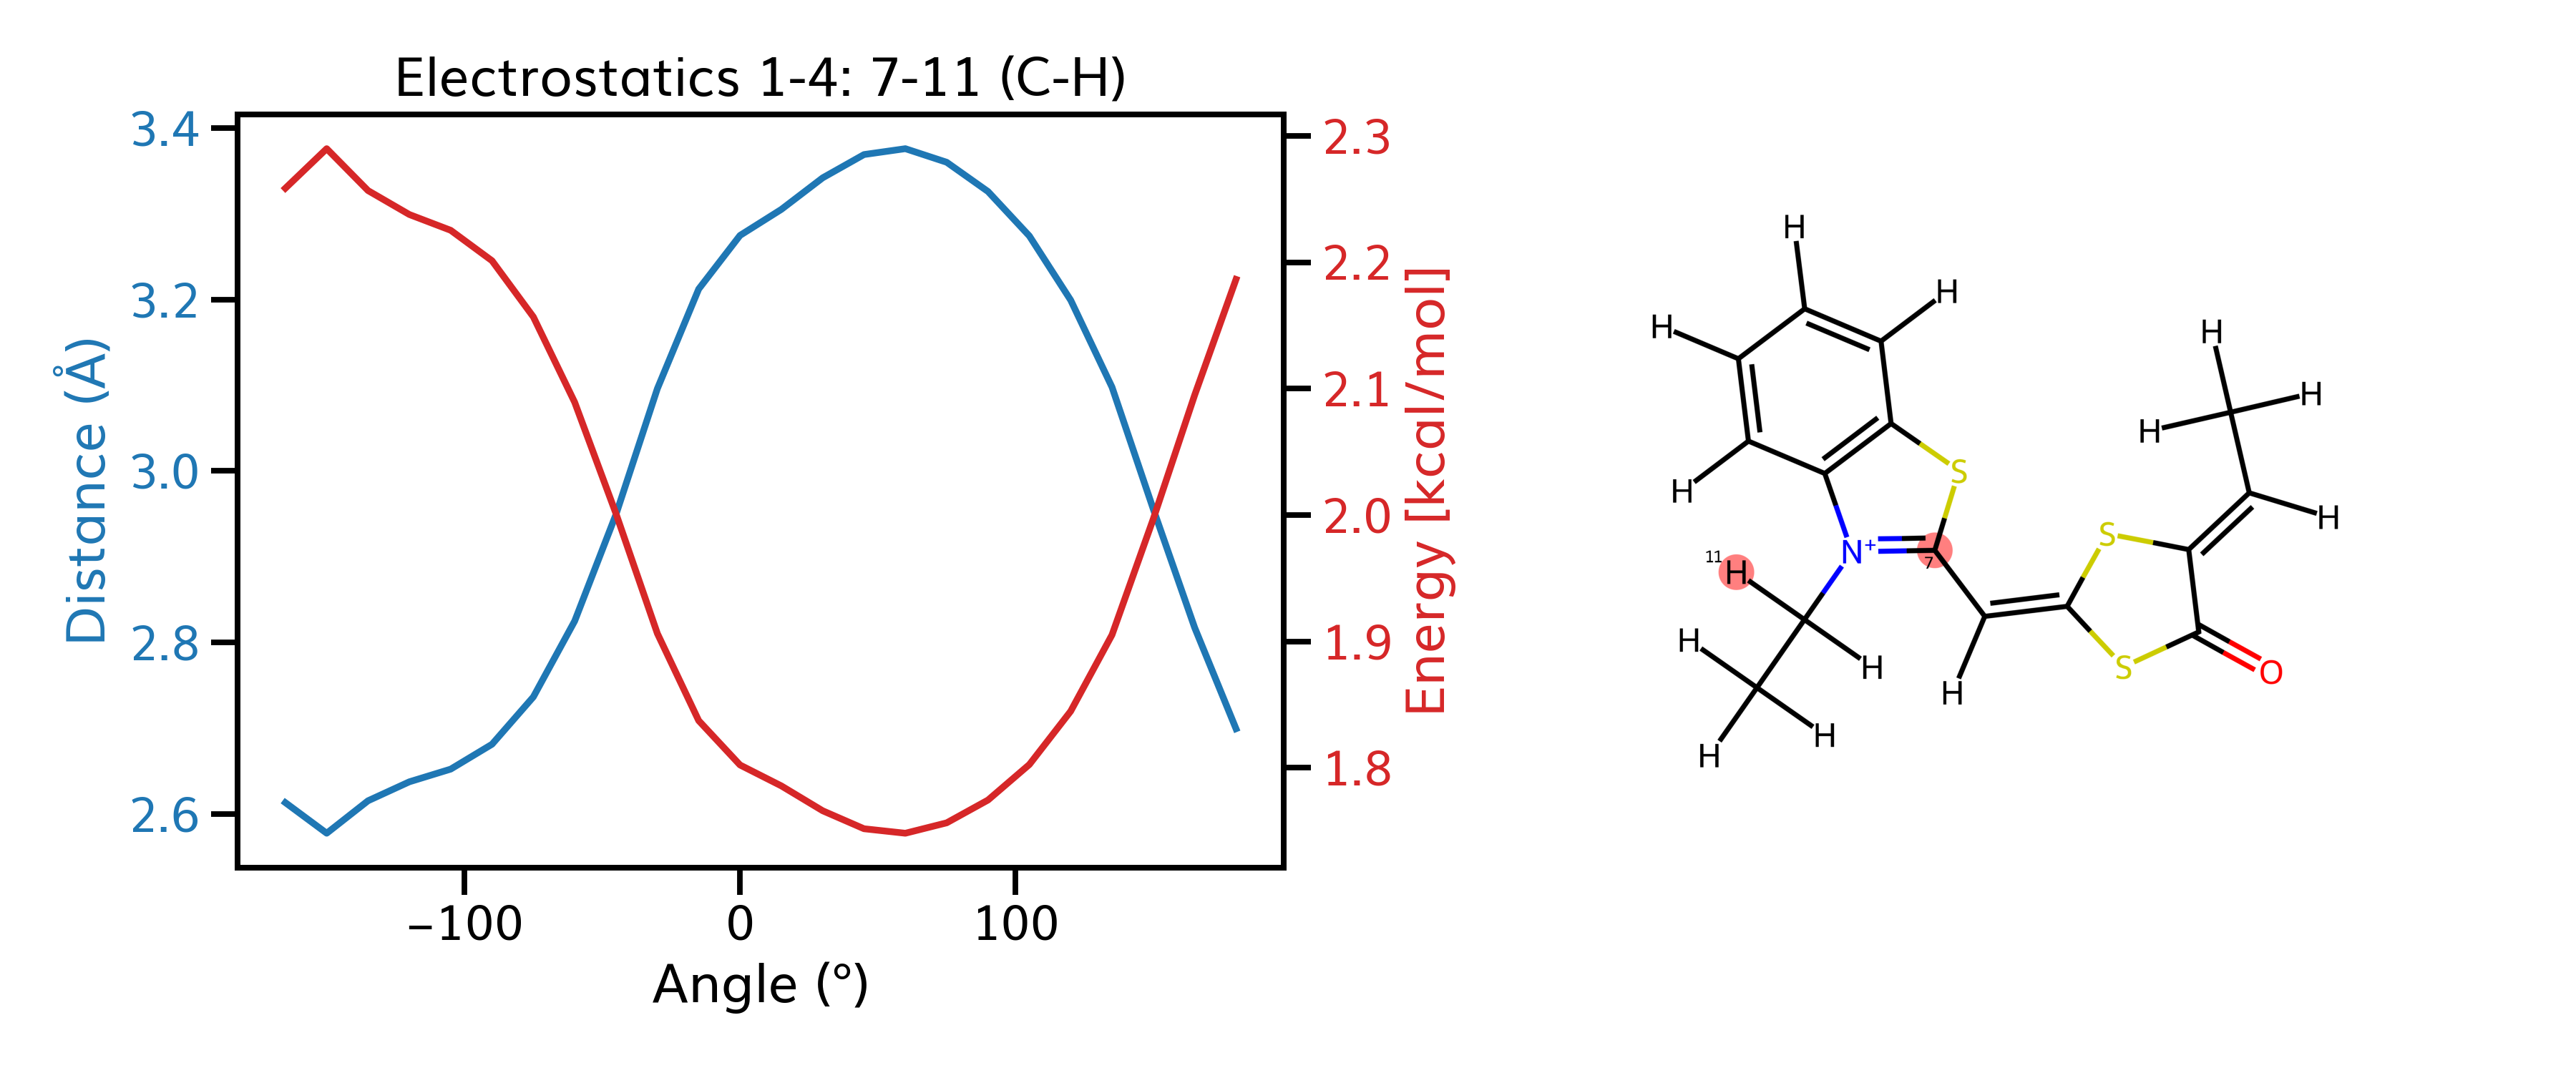 Electrostatics 1-4: 7-11 (C-H)
3.4
3.2
3.0
2.8
2.6
Distance (Å)
2.3
2.2
2.1
2.0
1.9
1.8
Energy [kcal/mol]
−100 0 100
Angle (°)
H
H
H
H
H
H
S
H
H
S
N+
7
11
H
H
H
S
O
H
H
H